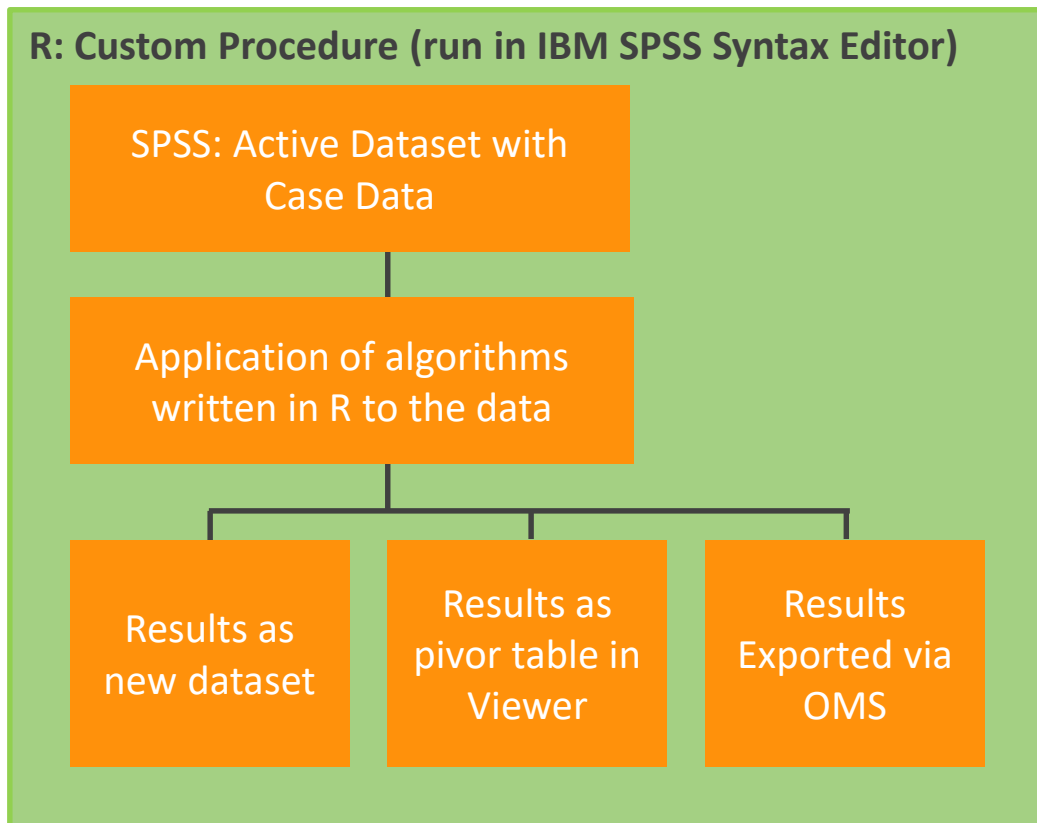 R: Custom Procedure (run in IBM SPSS Syntax Editor)
SPSS: Active Dataset with
Case Data
Application of algorithms
written in R to the data
Results as
new dataset
Results as
pivor table in
Viewer
Results
Exported via
OMS